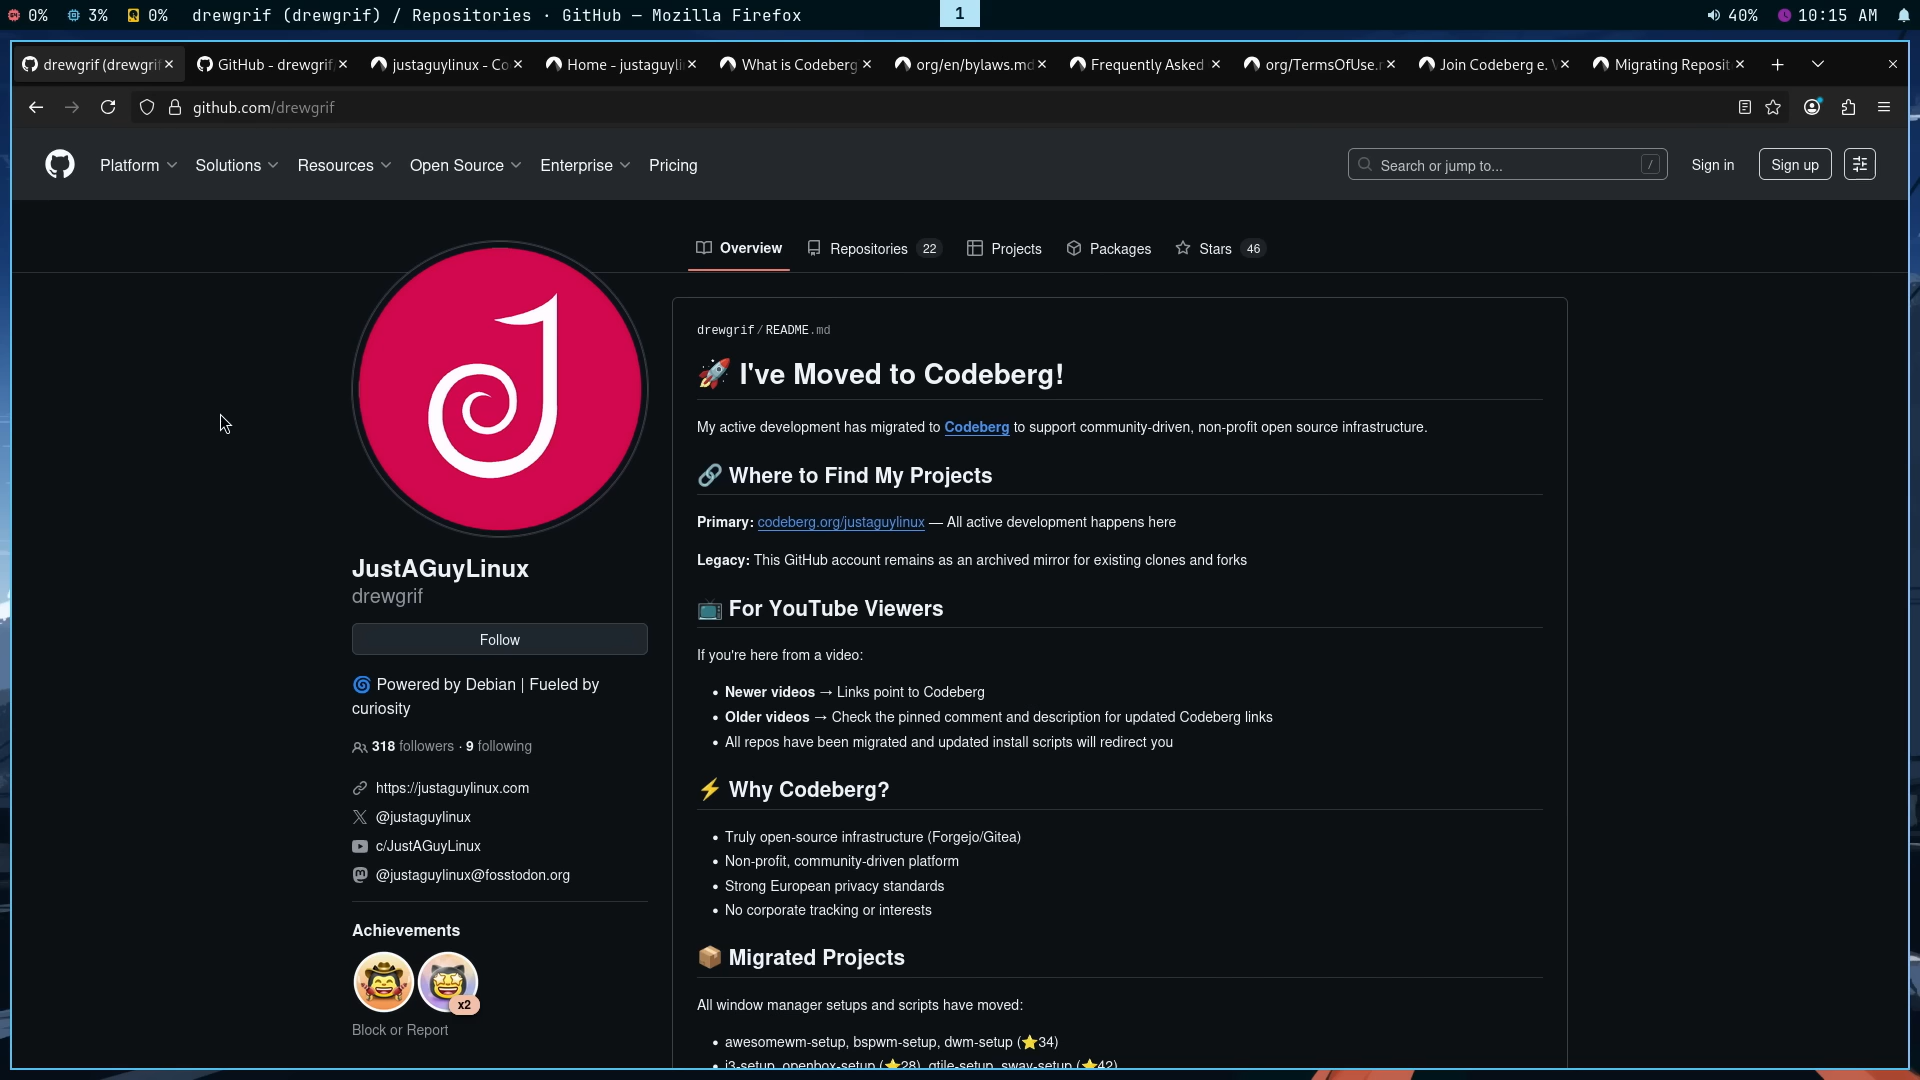 0% 3% 0% drewgrif (drewgrif) / Repositories · GitHub — Mozilla Firefox 1 40% 10:15 AM
drewgrif (drewgrif GitHub - drewgrif justaguylinux - Co Home - justaguyli What is Codeberg org/en/bylaws.md Frequently Asked org/TermsOfUse. Join Codeberg e. Migrating Reposit
github.com/drewgrif
Platform Solutions Resources Open Source Enterprise Pricing Search or jump to... / Sign in Sign up
Overview Repositories 22 Projects Packages Stars 46
drewgrif/README.md
🚀 I've Moved to Codeberg!
My active development has migrated to Codeberg to support community-driven, non-profit open source infrastructure.
🔗 Where to Find My Projects
Primary: codeberg.org/justaguylinux — All active development happens here
Legacy: This GitHub account remains as an archived mirror for existing clones and forks
📺 For YouTube Viewers
If you're here from a video:
• Newer videos → Links point to Codeberg
• Older videos → Check the pinned comment and description for updated Codeberg links
• All repos have been migrated and updated install scripts will redirect you
⚡ Why Codeberg?
• Truly open-source infrastructure (Forgejo/Gitea)
• Non-profit, community-driven platform
• Strong European privacy standards
• No corporate tracking or interests
📦 Migrated Projects
All window manager setups and scripts have moved:
• awesomewm-setup, bspwm-setup, dwm-setup (⭐34)
• i3-setup, openbox-setup (⭐28), qtile-setup, sway-setup (⭐42)
JustAGuyLinux
drewgrif
Follow
🌀 Powered by Debian | Fueled by
curiosity
318 followers · 9 following
https://justaguylinux.com
@justaguylinux
c/JustAGuyLinux
@justaguylinux@fosstodon.org
Achievements
x2
Block or Report